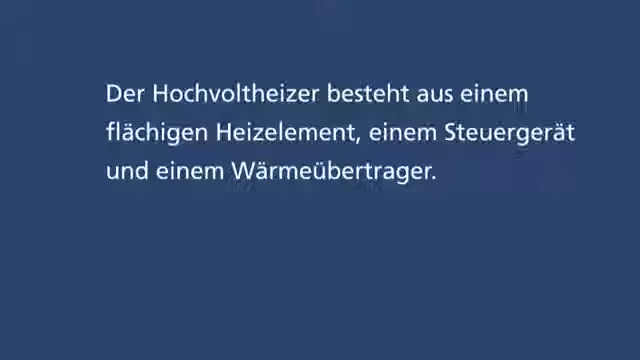 Der Hochvoltheizer besteht aus einem
flächigen Heizelement, einem Steuergerät
und einem Wärmeübertrager.